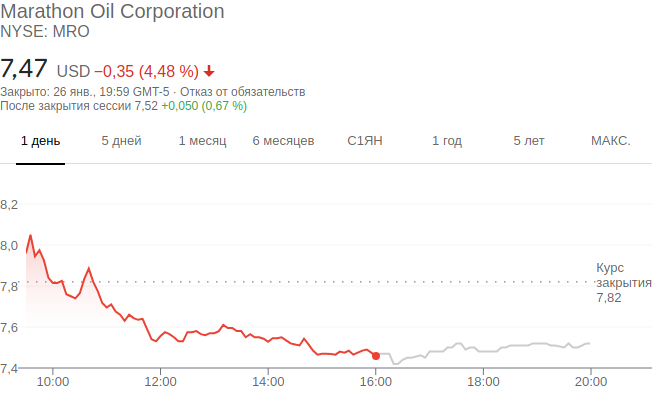 Marathon Oil Corporation
NYSE: MRO
7,47 USD −0,35 (4,48 %)
Закрыто: 26 янв., 19:59 GMT-5 · Отказ от обязательств
После закрытия сессии 7,52 +0,050 (0,67 %)
1 день 5 дней 1 месяц 6 месяцев С1ЯН 1 год 5 лет МАКС.
8,2
8,0
Курс
закрытия
7,8
7,82
7,6
7,4
10:00 12:00 14:00 16:00 18:00 20:00